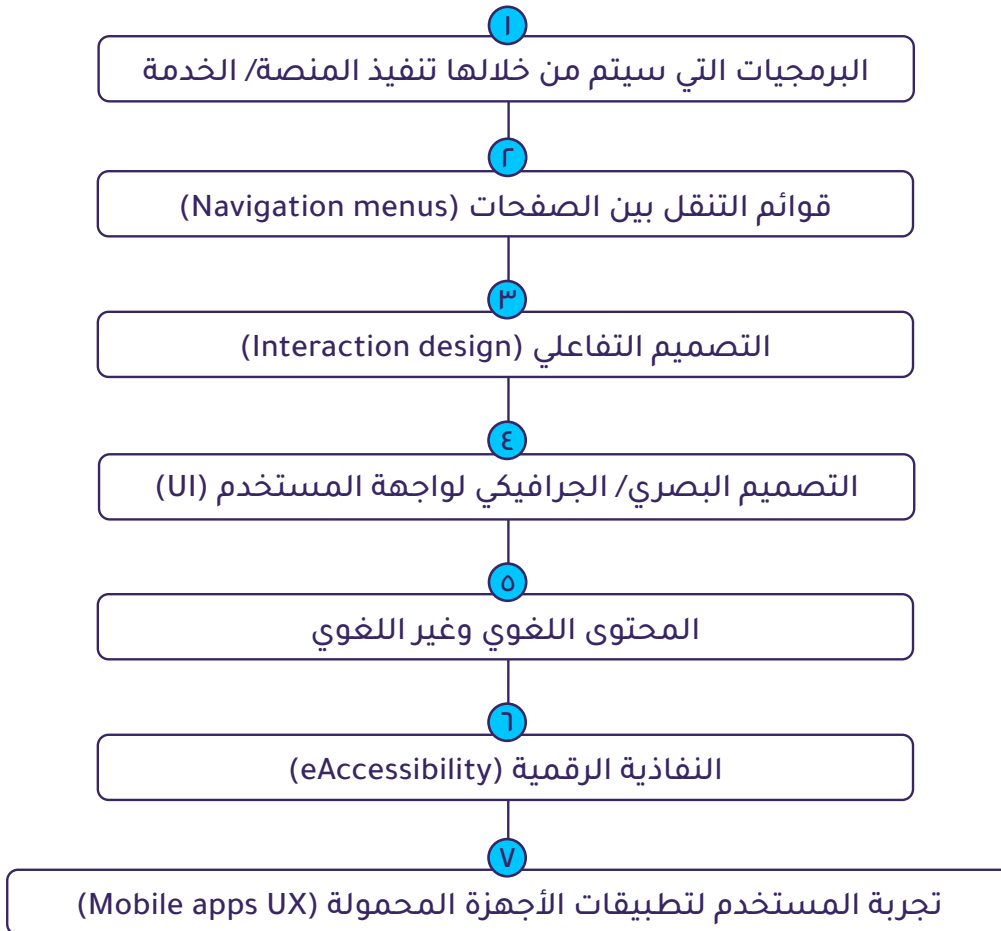 ١
البرمجيات التي سيتم من خلالها تنفيذ المنصة/ الخدمة
٢
قوائم التنقل بين الصفحات (Navigation menus)
٣
التصميم التفاعلي (Interaction design)
٤
التصميم البصري/ الجرافيكي لواجهة المستخدم (UI)
٥
المحتوى اللغوي وغير اللغوي
٦
النفاذية الرقمية (eAccessibility)
٧
تجربة المستخدم لتطبيقات الأجهزة المحمولة (Mobile apps UX)